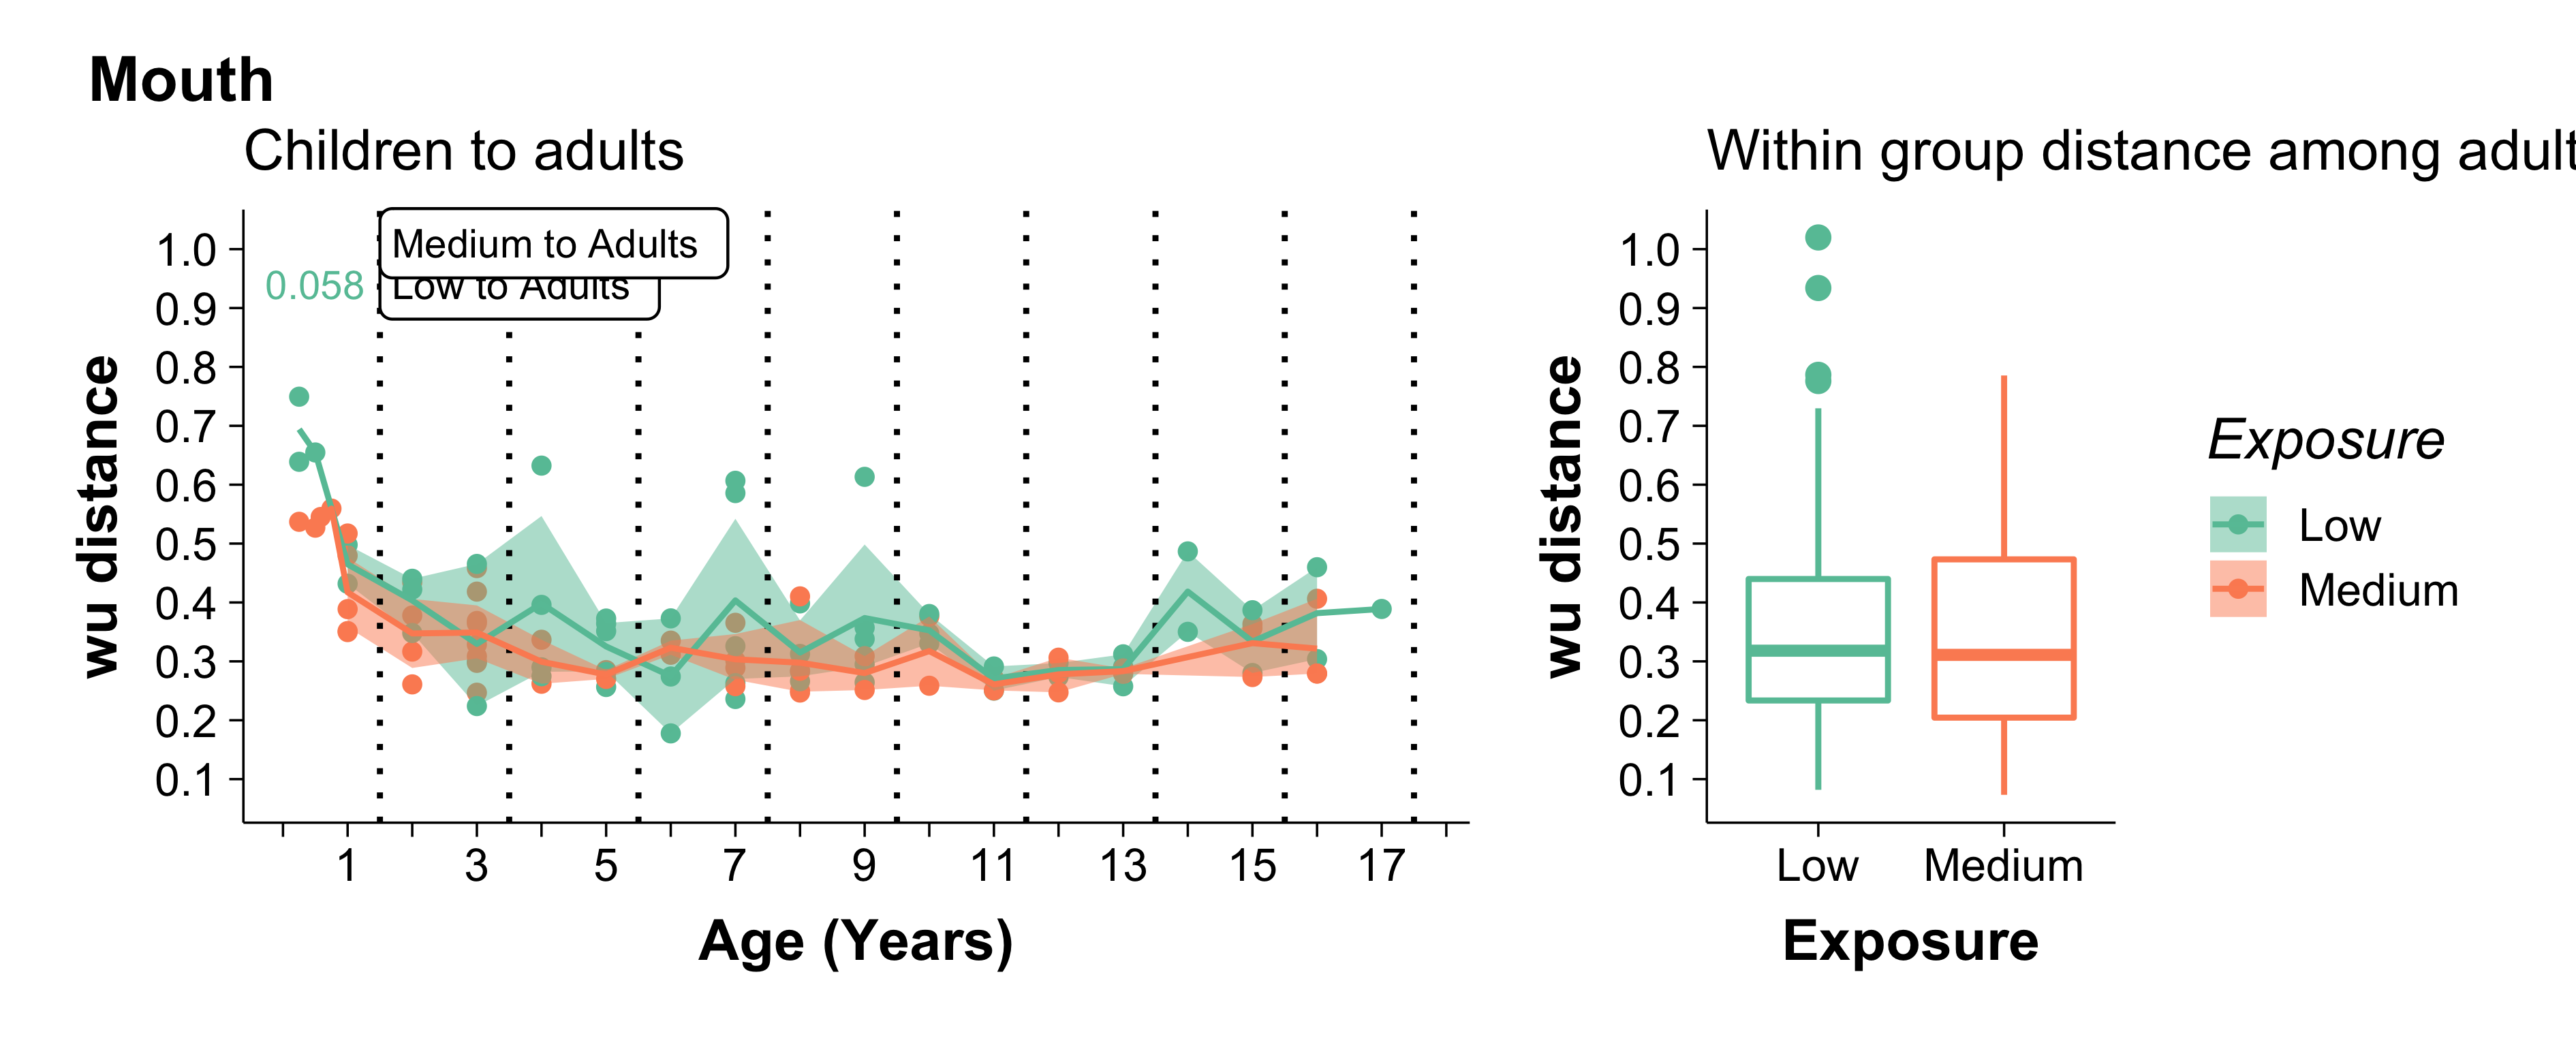 Mouth
Children to adults
Within group distance among adult
Medium to Adults
Low to Adults
0.058
wu distance
1.0
0.9
0.8
0.7
0.6
0.5
0.4
0.3
0.2
0.1
1 3 5 7 9 11 13 15 17
Age (Years)
wu distance
1.0
0.9
0.8
0.7
0.6
0.5
0.4
0.3
0.2
0.1
Low Medium
Exposure
Exposure
Low
Medium